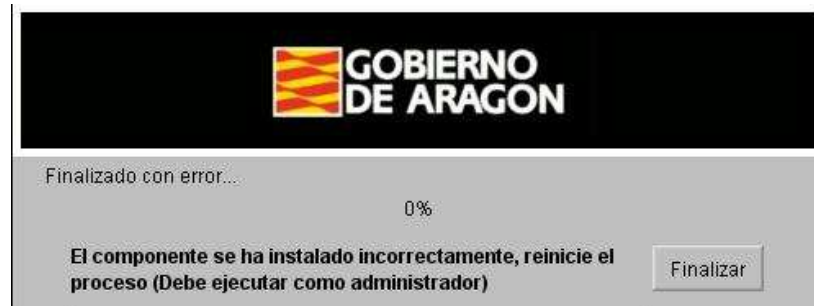 GOBIERNO
DE ARAGON
Finalizado con error...
0%
El componente se ha instalado incorrectamente, reinicie el
proceso (Debe ejecutar como administrador)
Finalizar